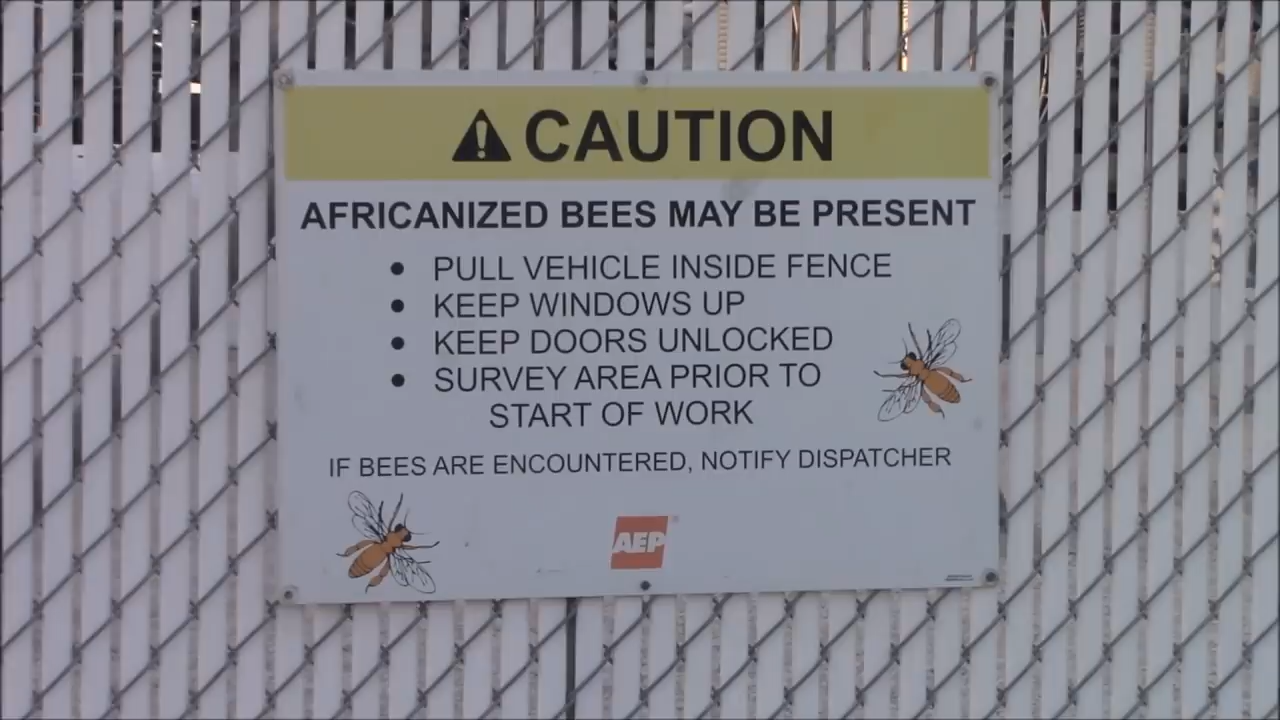 CAUTION
AFRICANIZED BEES MAY BE PRESENT
• PULL VEHICLE INSIDE FENCE
• KEEP WINDOWS UP
• KEEP DOORS UNLOCKED
• SURVEY AREA PRIOR TO
START OF WORK
IF BEES ARE ENCOUNTERED, NOTIFY DISPATCHER
AEP